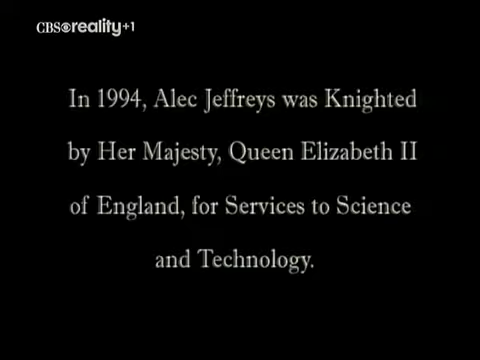 CBS reality +1
In 1994, Alec Jeffreys was Knighted
by Her Majesty, Queen Elizabeth II
of England, for Services to Science
and Technology.